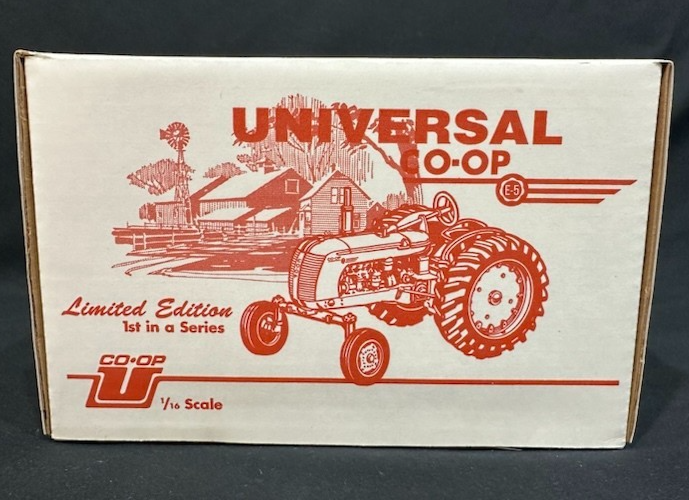 UNIVERSAL
CO-OP
E-5
Limited Edition
1st in a Series
CO-OP
U
1/16 Scale